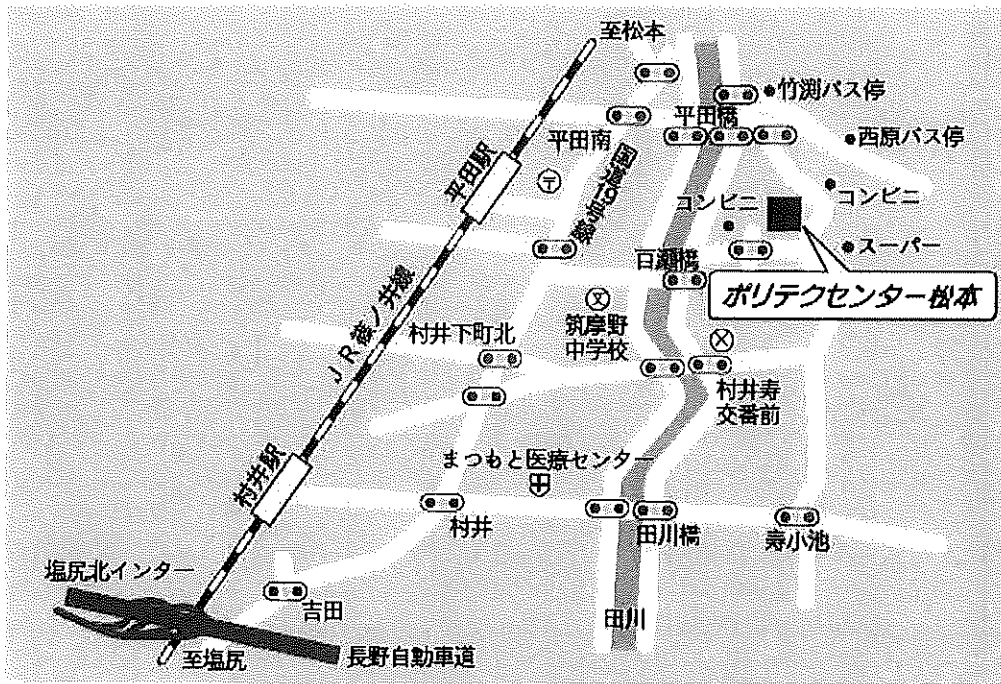 至松本
竹渕バス停
平田橋
平田南
西原バス停
平田駅
国道19号線
〒
コンビニ
コンビニ
スーパー
百瀬橋
ポリテクセンター松本
文
筑摩野
中学校
JR篠ノ井線
村井下町北
村井寿
交番前
まつもと医療センター
村井駅
村井
田川橋
寿小池
塩尻北インター
吉田
田川
至塩尻
長野自動車道